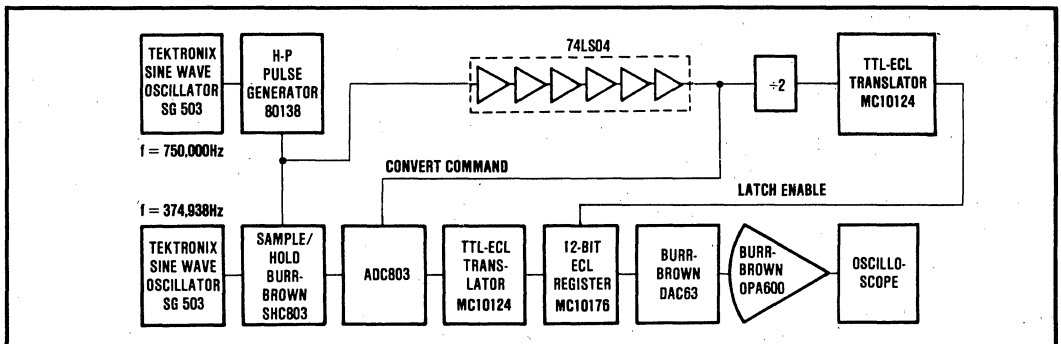 74LS04
TEKTRONIX
SINE WAVE
OSCILLATOR
SG 503
H-P
PULSE
GENERATOR
80138
÷2
TTL-ECL
TRANSLATOR
MC10124
f = 750,000Hz
CONVERT COMMAND
LATCH ENABLE
f = 374,938Hz
TEKTRONIX
SINE WAVE
OSCILLATOR
SG 503
SAMPLE/
HOLD
BURR-
BROWN
SHC803
ADC803
TTL-ECL
TRANS-
LATOR
MC10124
12-BIT
ECL
REGISTER
MC10176
BURR-
BROWN
DAC63
BURR-
BROWN
OPA600
OSCILLO-
SCOPE